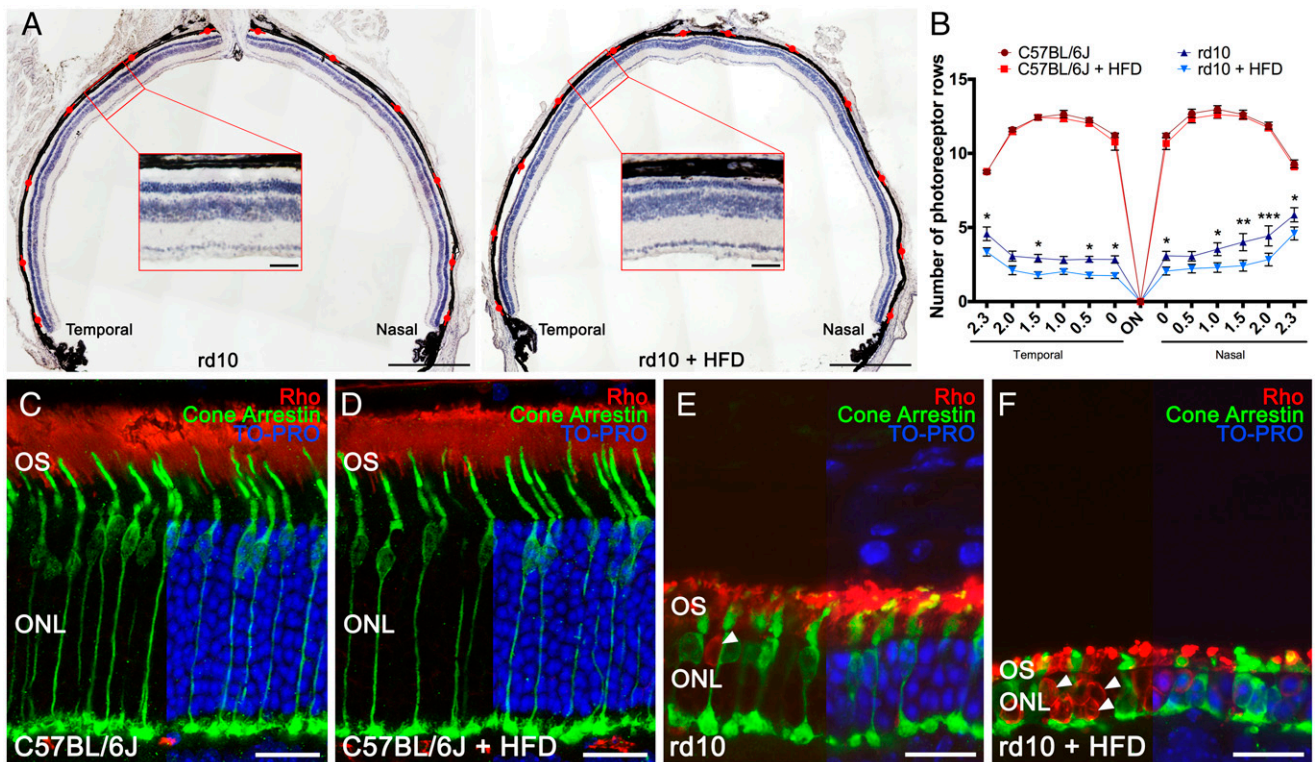 A
Temporal
Nasal
rd10
Temporal
Nasal
rd10 + HFD
B
C57BL/6J
C57BL/6J + HFD
rd10
rd10 + HFD
Number of photoreceptor rows
15
10
5
0
* * * * * * ** *** *
2.3 2.0 1.5 1.0 0.5 0 ON 0 0.5 1.0 1.5 2.0 2.3
Temporal
Nasal
C
Rho
Cone Arrestin
TO-PRO
OS
ONL
C57BL/6J
D
Rho
Cone Arrestin
TO-PRO
C57BL/6J + HFD
E
Rho
Cone Arrestin
TO-PRO
OS
ONL
rd10
F
Rho
Cone Arrestin
TO-PRO
OS
ONL
rd10 + HFD